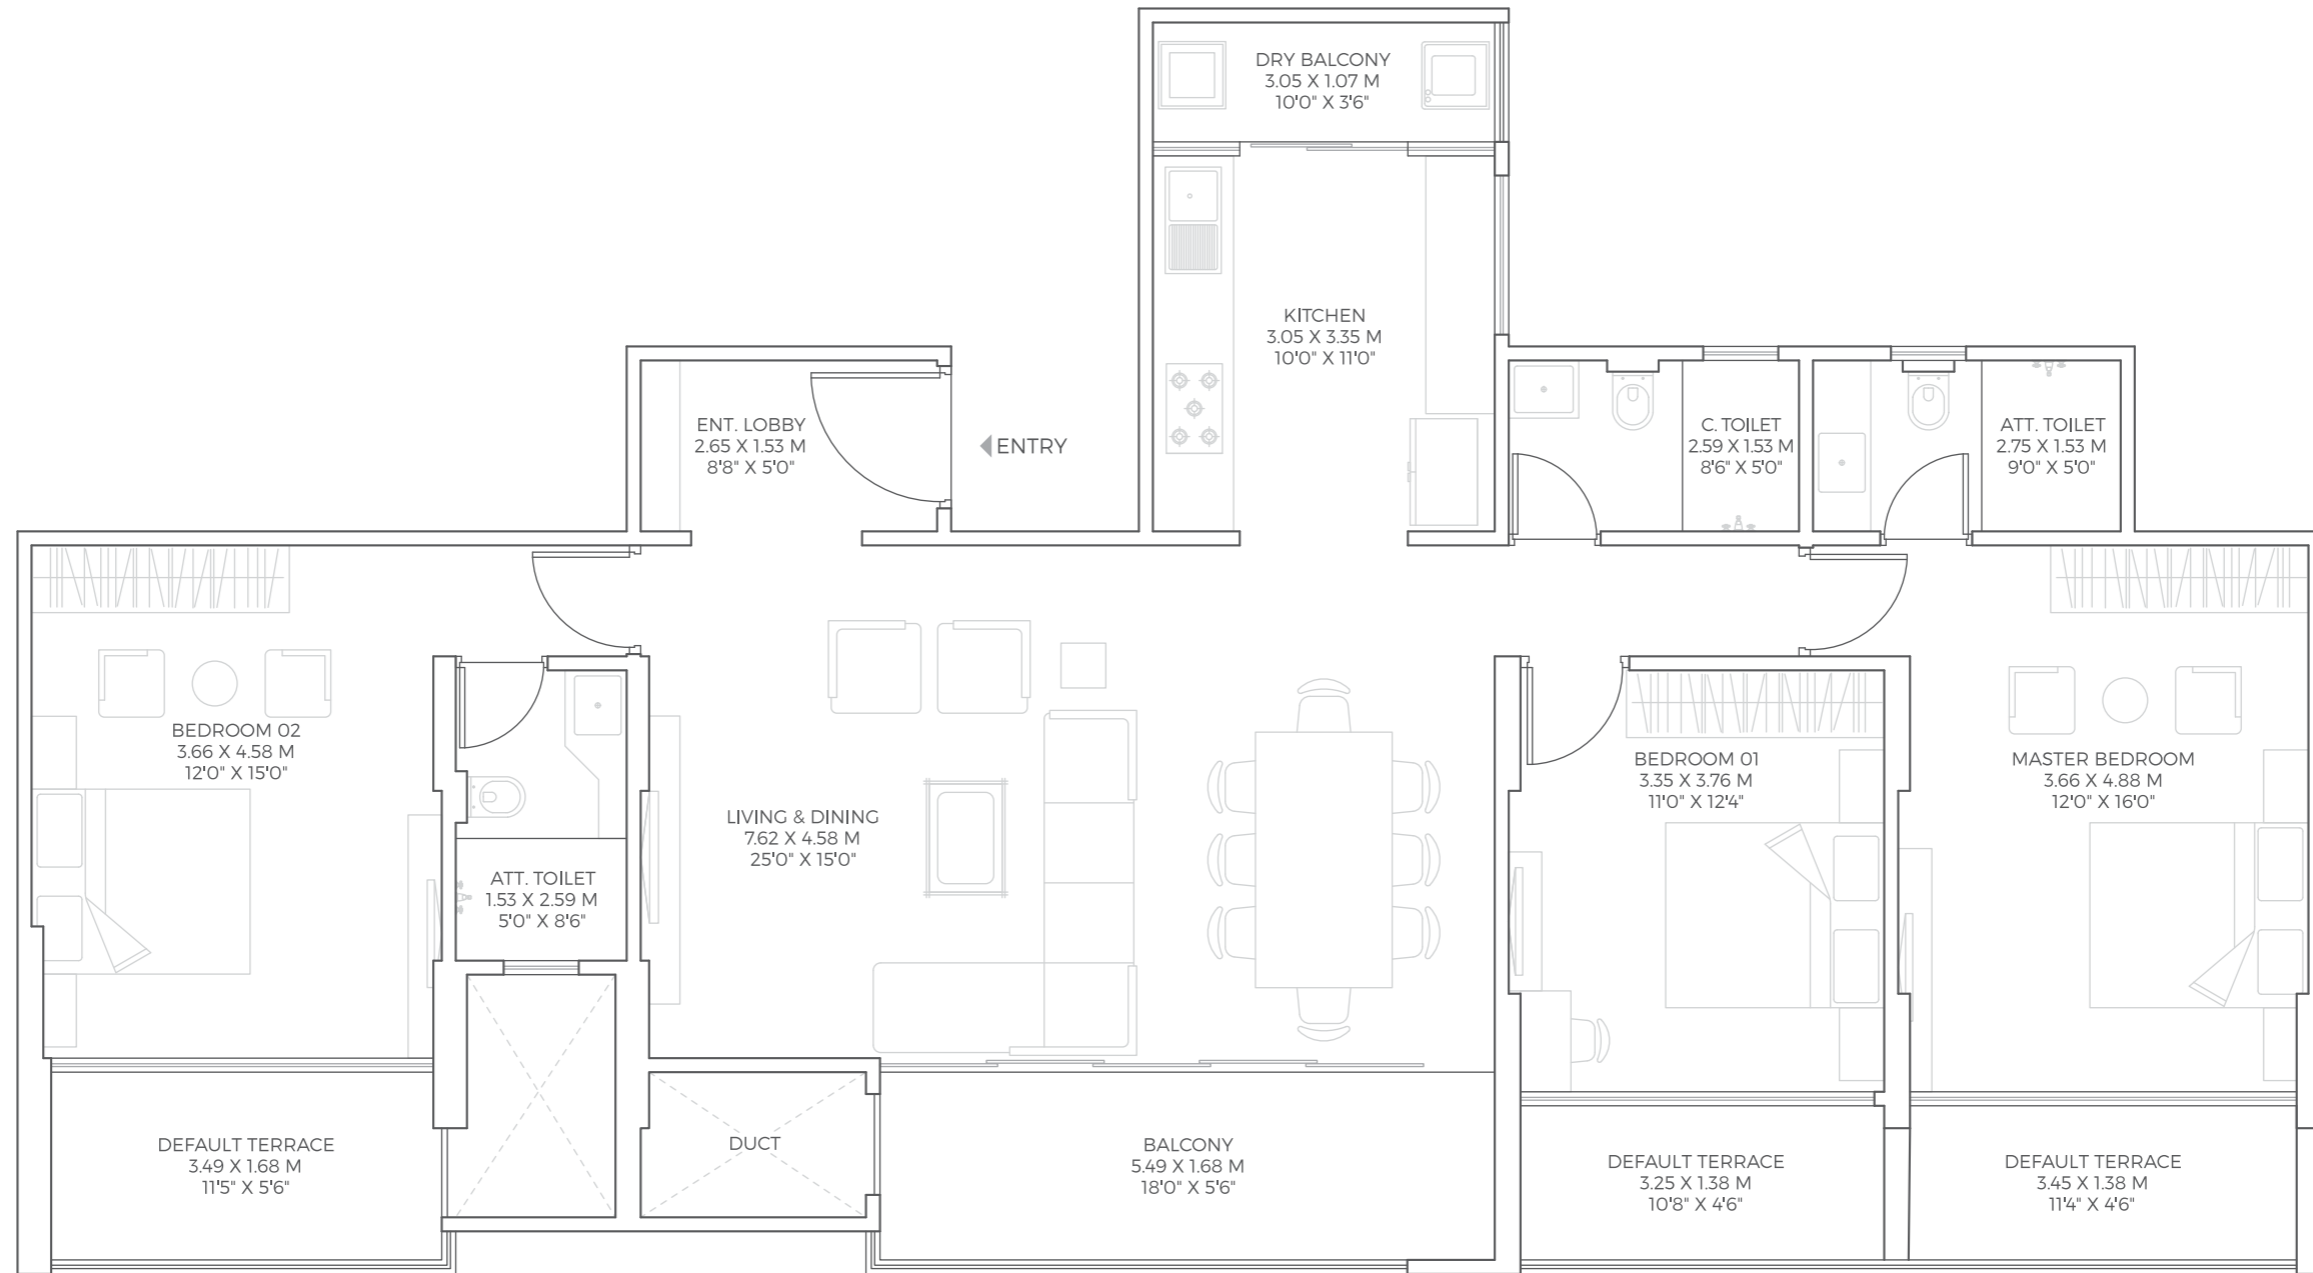 DRY BALCONY
3.05 X 1.07 M
10'0" X 3'6"
KITCHEN
3.05 X 3.35 M
10'0" X 11'0"
ENT. LOBBY
2.65 X 1.53 M
8'8" X 5'0"
ENTRY
C. TOILET
2.59 X 1.53 M
8'6" X 5'0"
ATT. TOILET
2.75 X 1.53 M
9'0" X 5'0"
BEDROOM 02
3.66 X 4.58 M
12'0" X 15'0"
LIVING & DINING
7.62 X 4.58 M
25'0" X 15'0"
BEDROOM 01
3.35 X 3.76 M
11'0" X 12'4"
MASTER BEDROOM
3.66 X 4.88 M
12'0" X 16'0"
ATT. TOILET
1.53 X 2.59 M
5'0" X 8'6"
DEFAULT TERRACE
3.49 X 1.68 M
11'5" X 5'6"
DUCT
BALCONY
5.49 X 1.68 M
18'0" X 5'6"
DEFAULT TERRACE
3.25 X 1.38 M
10'8" X 4'6"
DEFAULT TERRACE
3.45 X 1.38 M
11'4" X 4'6"